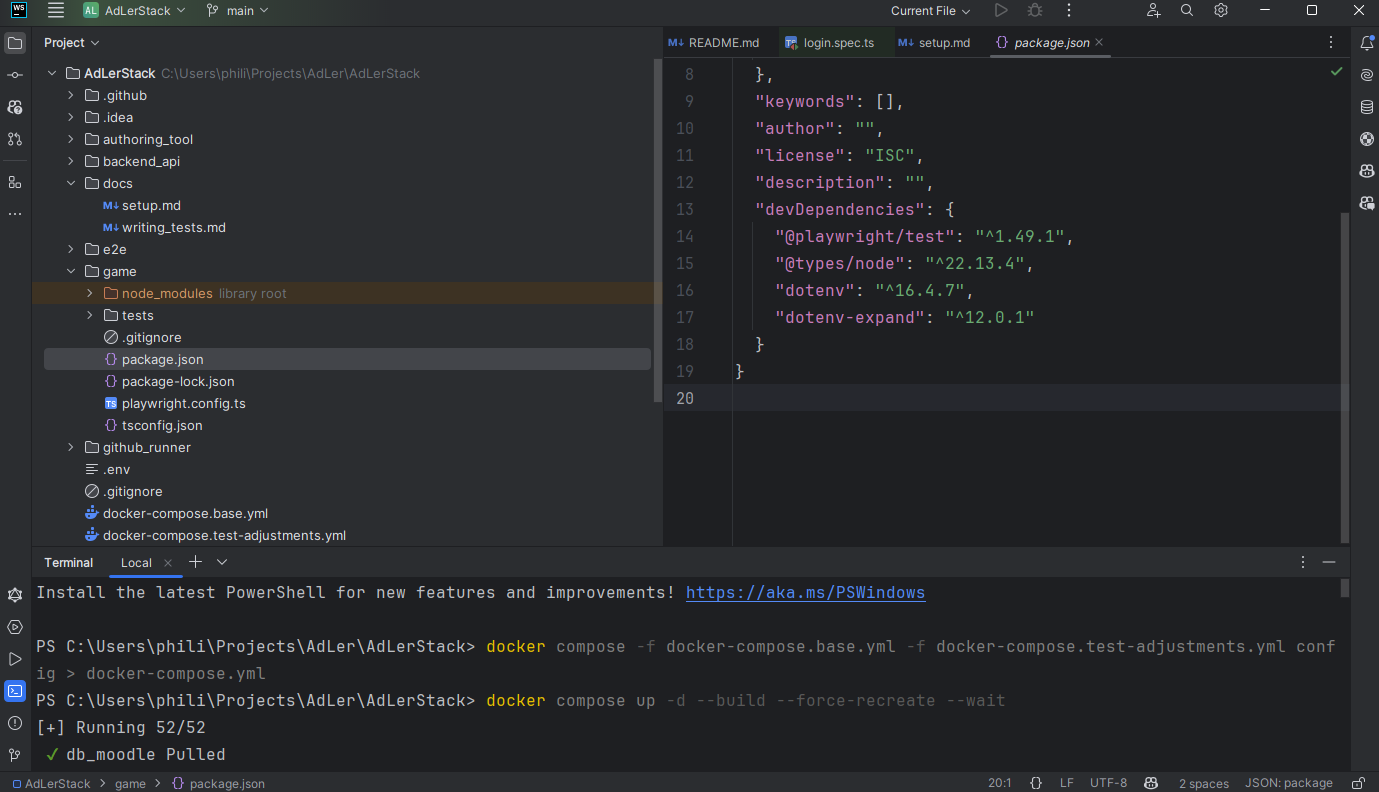 WS
AL AdLerStack main Current File
Project
README.md login.spec.ts setup.md package.json
AdLerStack C:\Users\phili\Projects\AdLer\AdLerStack
.github
.idea
authoring_tool
backend_api
docs
setup.md
writing_tests.md
e2e
game
node_modules library root
tests
.gitignore
package.json
package-lock.json
TS playwright.config.ts
tsconfig.json
github_runner
.env
.gitignore
docker-compose.base.yml
docker-compose.test-adjustments.yml
8 },
9 "keywords": [],
10 "author": "",
11 "license": "ISC",
12 "description": "",
13 "devDependencies": {
14 "@playwright/test": "^1.49.1",
15 "@types/node": "^22.13.4",
16 "dotenv": "^16.4.7",
17 "dotenv-expand": "^12.0.1"
18 }
19 }
20
Terminal Local
Install the latest PowerShell for new features and improvements! https://aka.ms/PSWindows
PS C:\Users\phili\Projects\AdLer\AdLerStack> docker compose -f docker-compose.base.yml -f docker-compose.test-adjustments.yml conf
ig > docker-compose.yml
PS C:\Users\phili\Projects\AdLer\AdLerStack> docker compose up -d --build --force-recreate --wait
[+] Running 52/52
✓ db_moodle Pulled
AdLerStack > game > {} package.json 20:1 {} LF UTF-8 2 spaces JSON: package